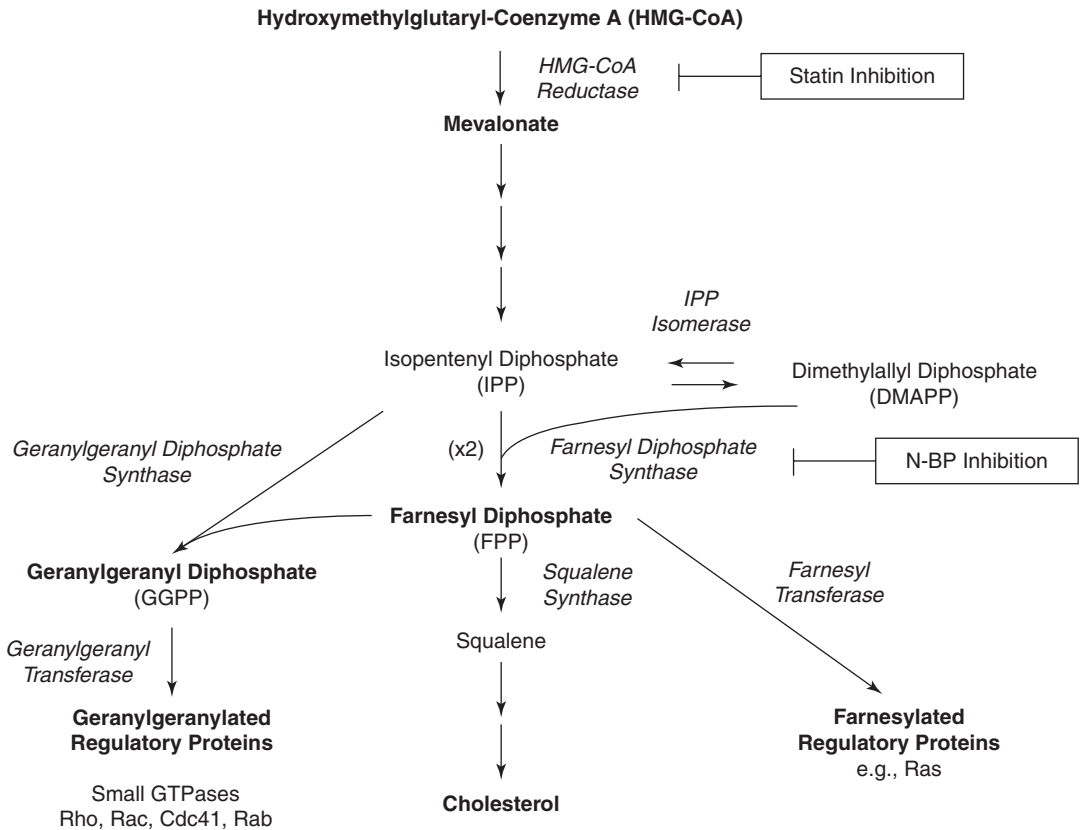 Hydroxymethylglutaryl-Coenzyme A (HMG-CoA)
HMG-CoA
Reductase
Statin Inhibition
Mevalonate
IPP
Isomerase
Isopentenyl Diphosphate
(IPP)
Dimethylallyl Diphosphate
(DMAPP)
Geranylgeranyl Diphosphate
Synthase
(x2)
Farnesyl Diphosphate
Synthase
N-BP Inhibition
Farnesyl Diphosphate
(FPP)
Geranylgeranyl Diphosphate
(GGPP)
Squalene
Synthase
Farnesyl
Transferase
Geranylgeranyl
Transferase
Squalene
Geranylgeranylated
Regulatory Proteins
Farnesylated
Regulatory Proteins
e.g., Ras
Small GTPases
Rho, Rac, Cdc41, Rab
Cholesterol